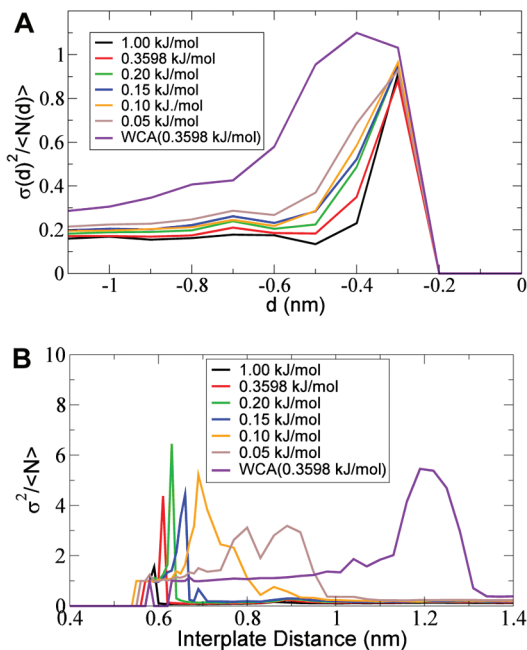 A
1.00 kJ/mol
0.3598 kJ/mol
0.20 kJ/mol
0.15 kJ/mol
0.10 kJ./mol
0.05 kJ/mol
WCA(0.3598 kJ/mol)
σ(d)²/<N(d)>
1
0.8
0.6
0.4
0.2
0
-1 -0.8 -0.6 -0.4 -0.2 0
d (nm)
B
1.00 kJ/mol
0.3598 kJ/mol
0.20 kJ/mol
0.15 kJ/mol
0.10 kJ/mol
0.05 kJ/mol
WCA(0.3598 kJ/mol)
σ²/<N>
10
8
6
4
2
0
0.4 0.6 0.8 1.0 1.2 1.4
Interplate Distance (nm)